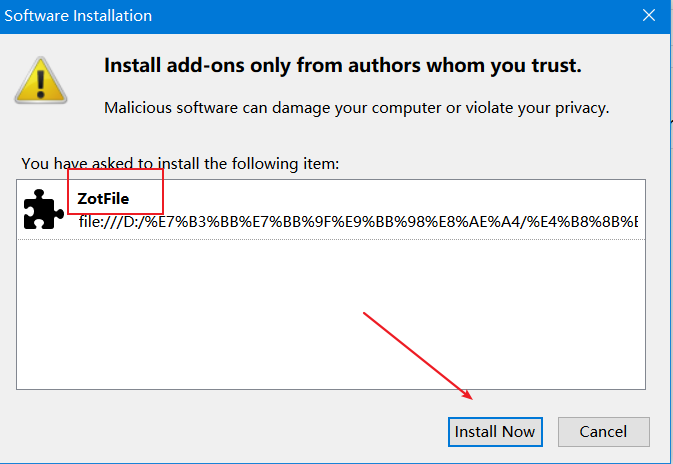 Software Installation
Install add-ons only from authors whom you trust.
Malicious software can damage your computer or violate your privacy.
You have asked to install the following item:
ZotFile
file:///D:/%E7%B3%BB%E7%BB%9F%E9%BB%98%E8%AE%A4/%E4%B8%8B%E
Install Now
Cancel